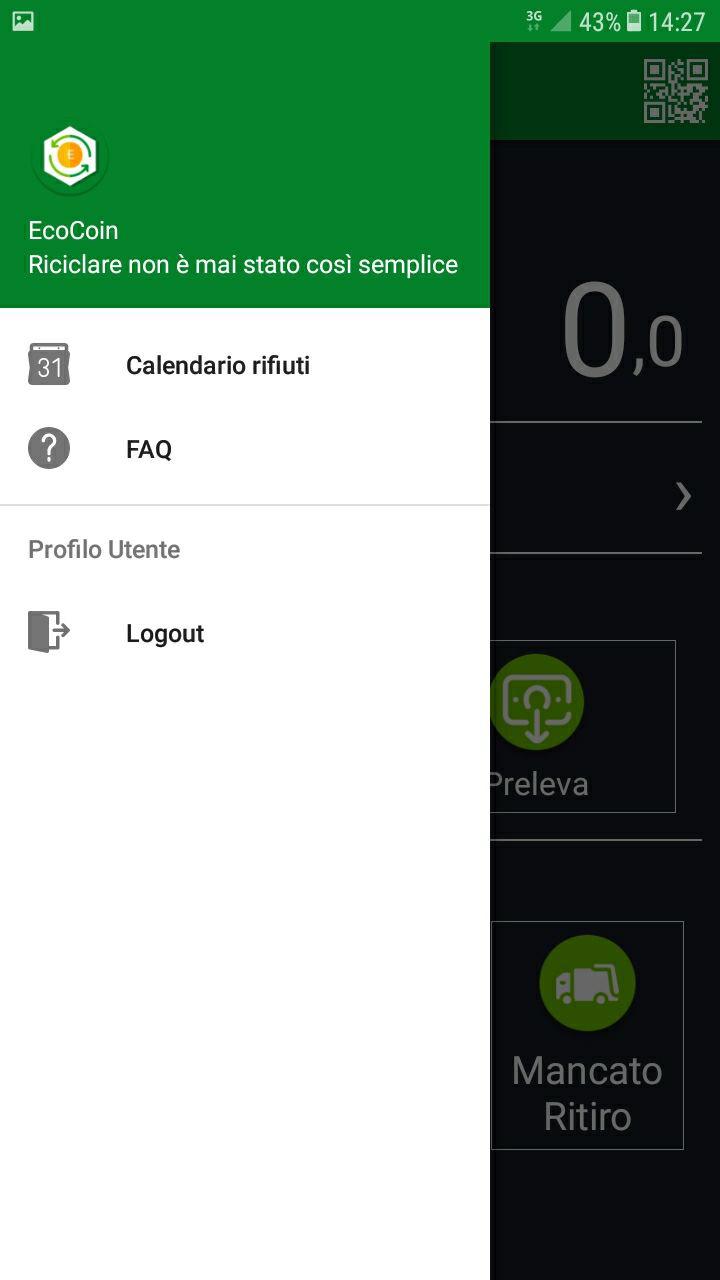 3G 43% 14:27
E
EcoCoin
Riciclare non è mai stato così semplice
0,0
31 Calendario rifiuti
? FAQ
Profilo Utente
Logout
Preleva
Mancato
Ritiro